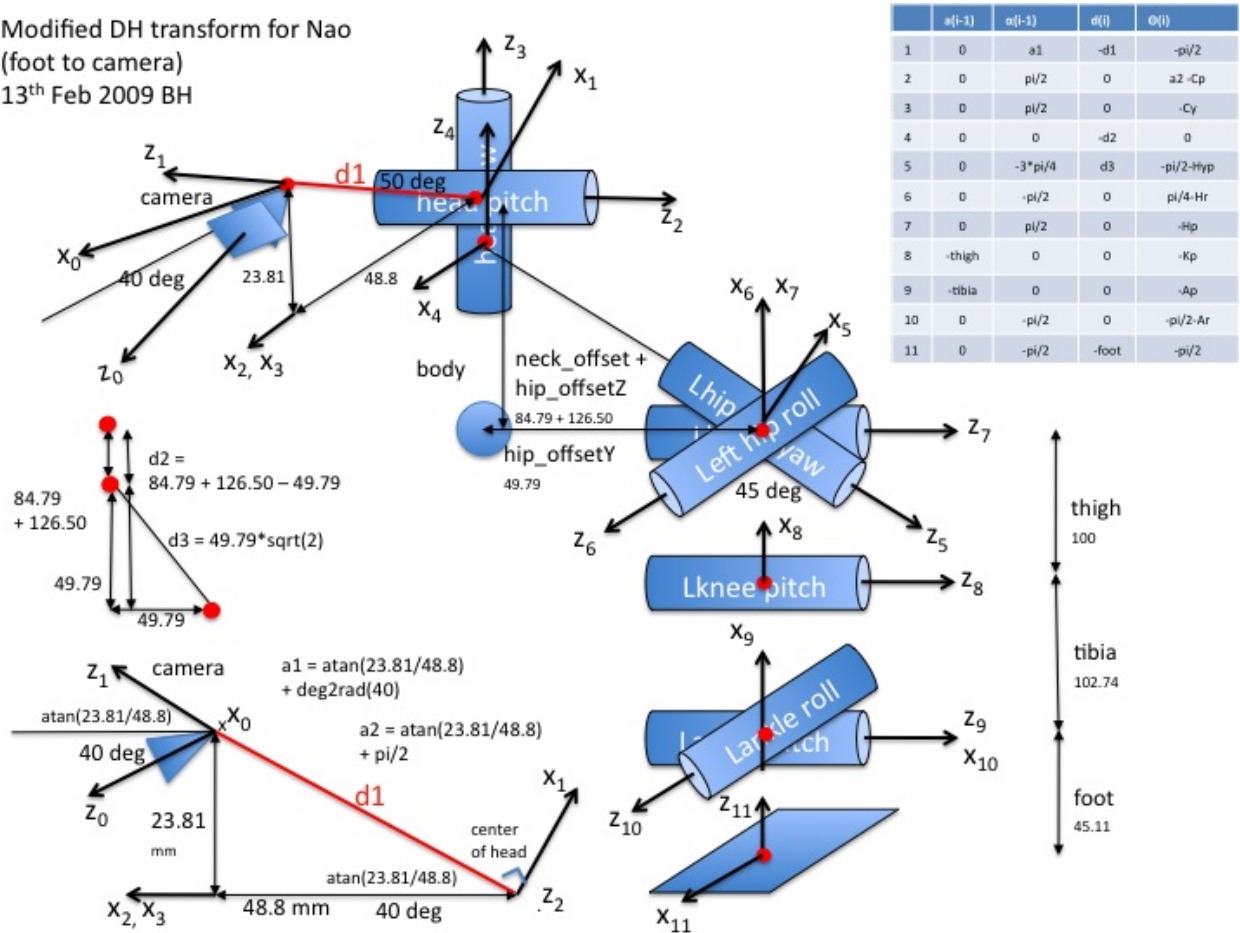 Modified DH transform for Nao
(foot to camera)
13th Feb 2009 BH
a(i-1) α(i-1) d(i) Θ(i)
1 0 a1 -d1 -pi/2
2 0 pi/2 0 a2 -Cp
3 0 pi/2 0 -Cy
4 0 0 -d2 0
5 0 -3*pi/4 d3 -pi/2-Hyp
6 0 -pi/2 0 pi/4-Hr
7 0 pi/2 0 -Hp
8 -thigh 0 0 -Kp
9 -tibia 0 0 -Ap
10 0 -pi/2 0 -pi/2-Ar
11 0 -pi/2 -foot -pi/2
z3
x1
z4
z1
d1
50 deg
camera
head pitch
z2
x0
40 deg
23.81
48.8
x4
z0
x2, x3
body
neck_offset +
hip_offsetZ
84.79 + 126.50
hip_offsetY
49.79
x6 x7
x5
Lhip
yaw
Left hip roll
z7
45 deg
z6
z5
d2 =
84.79 + 126.50 – 49.79
84.79
+ 126.50
d3 = 49.79*sqrt(2)
49.79
49.79
x8
Lknee pitch
z8
thigh
100
tibia
102.74
z1
camera
a1 = atan(23.81/48.8)
+ deg2rad(40)
atan(23.81/48.8)
x x0
a2 = atan(23.81/48.8)
+ pi/2
40 deg
z0
d1
x1
23.81
mm
center
of head
atan(23.81/48.8)
x2, x3
48.8 mm
40 deg
z2
x9
Lankle roll
pitch
z9
x10
z10
z11
foot
45.11
x11